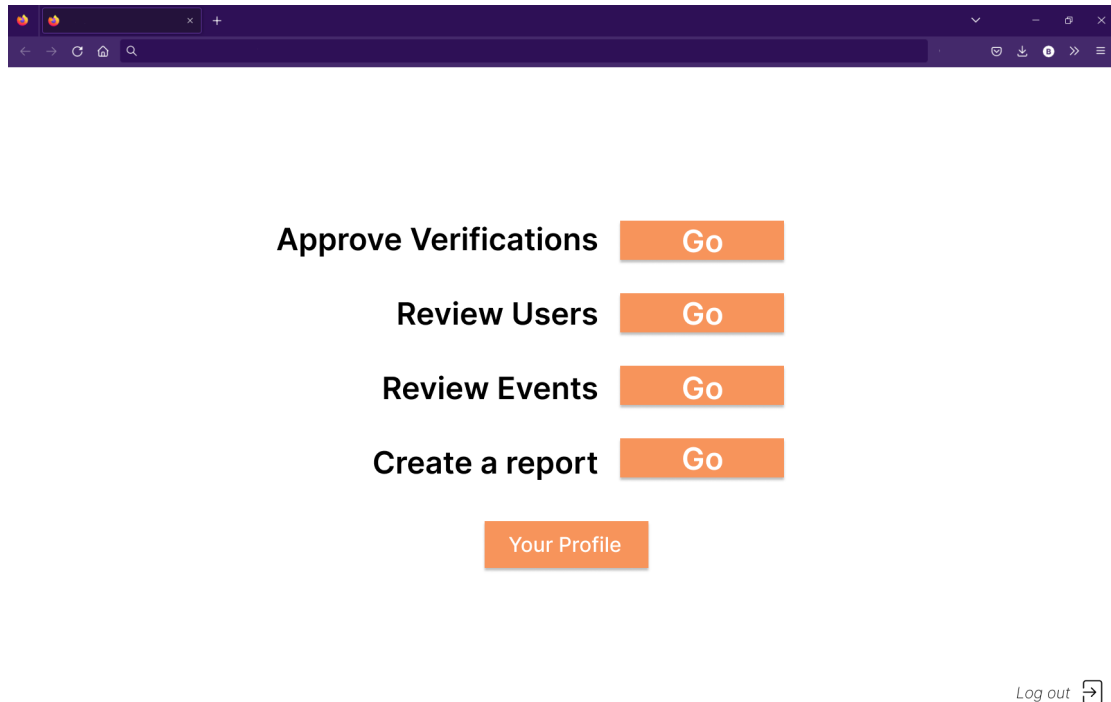 B
Approve Verifications Go
Review Users Go
Review Events Go
Create a report Go
Your Profile
Log out